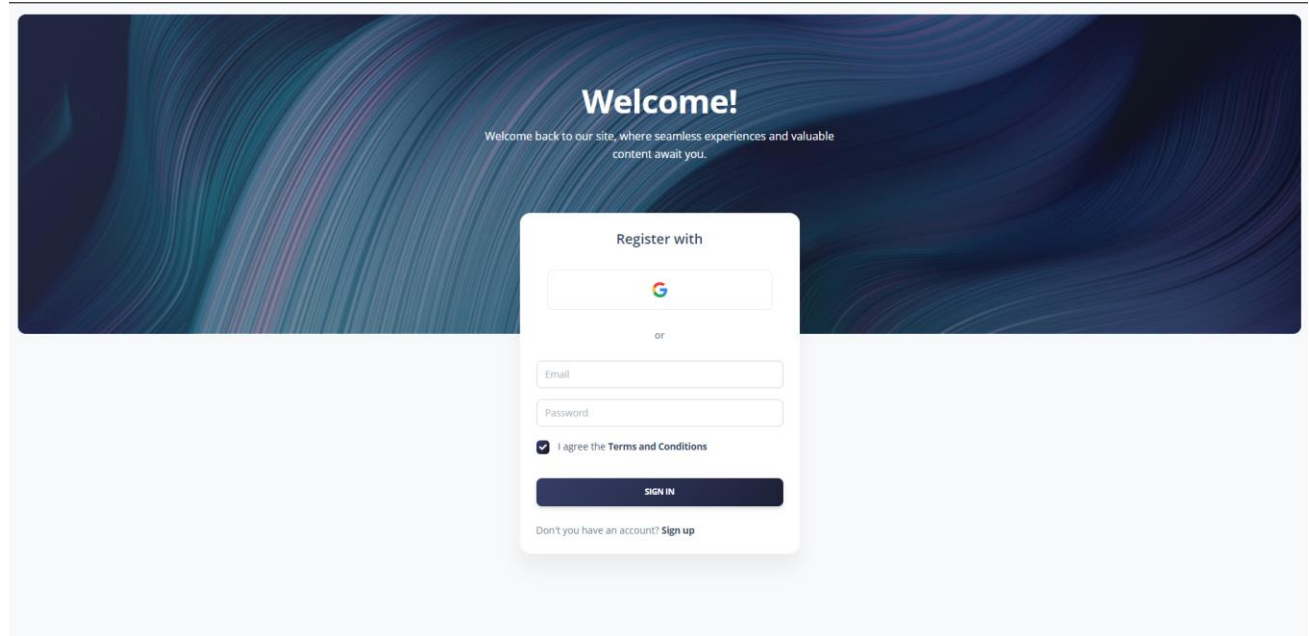 Welcome!
Welcome back to our site, where seamless experiences and valuable
content await you.
Register with
or
Email
Password
I agree the Terms and Conditions
SIGN IN
Don't you have an account? Sign up